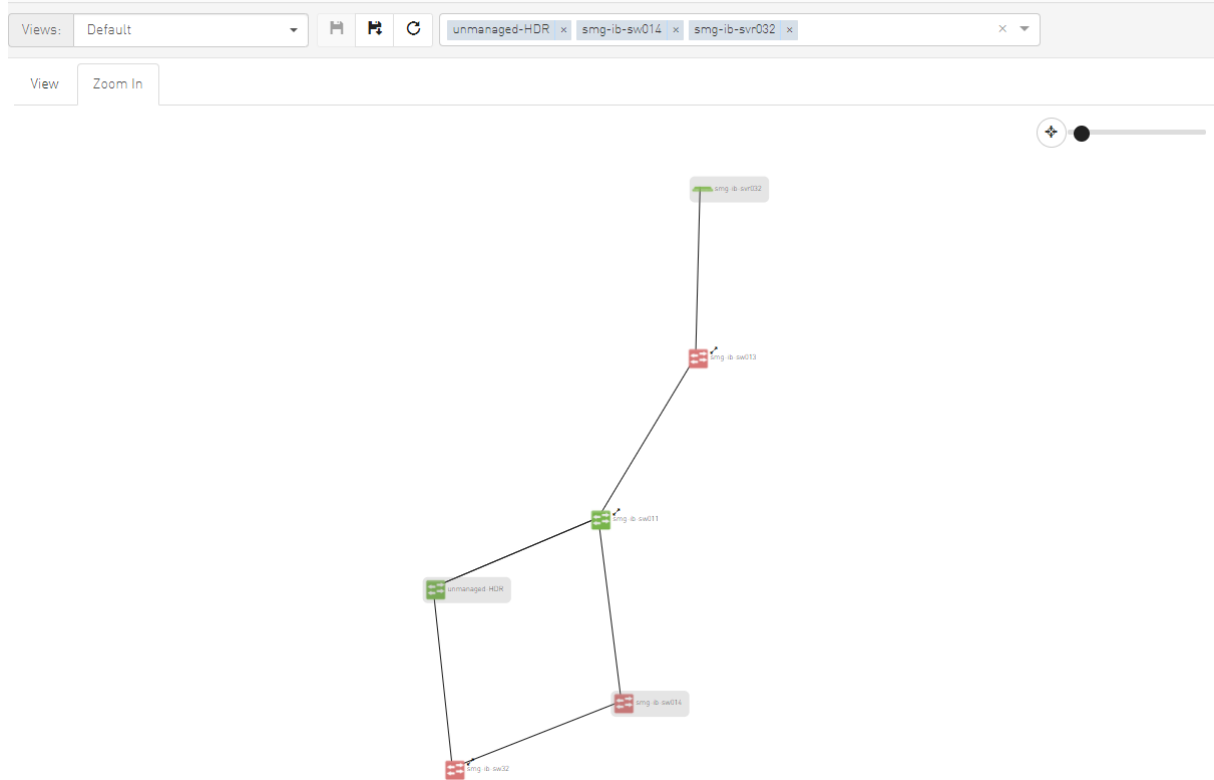 Views: Default unmanaged-HDR × smg-ib-sw014 × smg-ib-svr032 × ×
View Zoom In
smg-ib-svr032
smg-ib-sw013
smg-ib-sw011
unmanaged-HDR
smg-ib-sw014
smg-ib-sw32